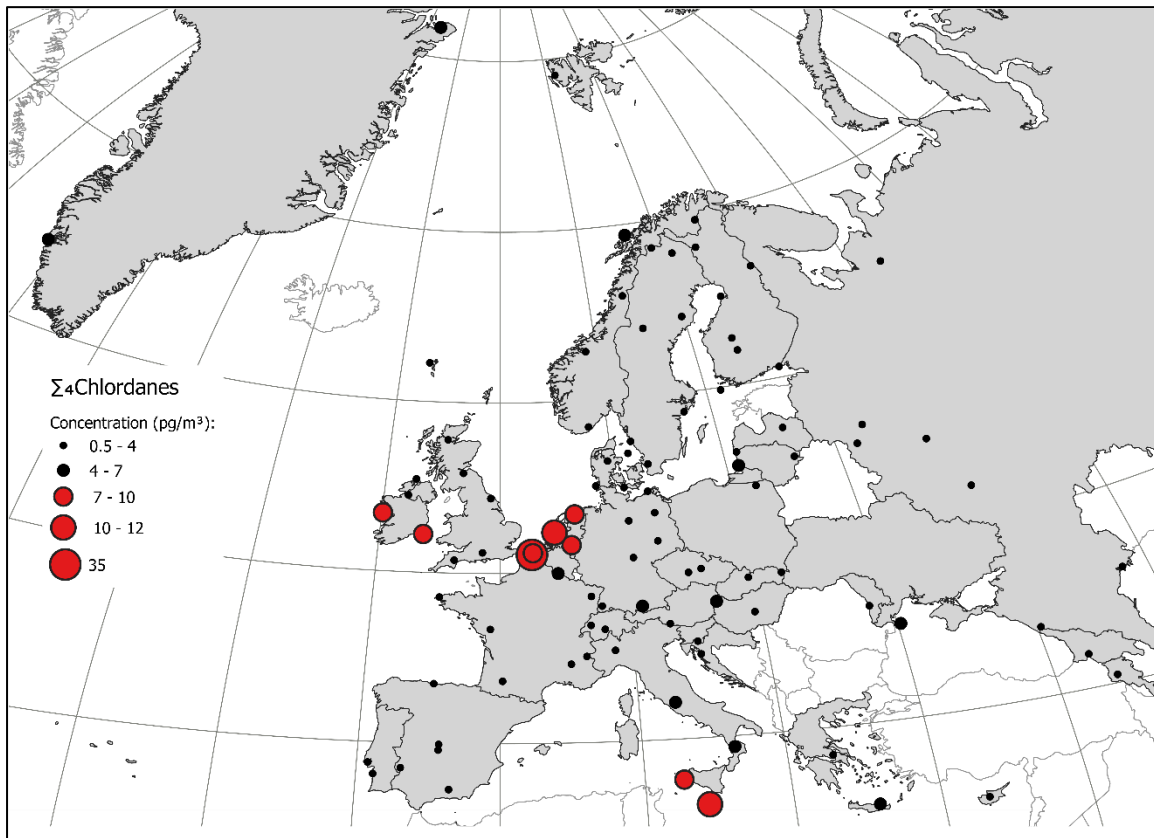 ∑₄Chlordanes
Concentration (pg/m³):
0.5 - 4
4 - 7
7 - 10
10 - 12
35